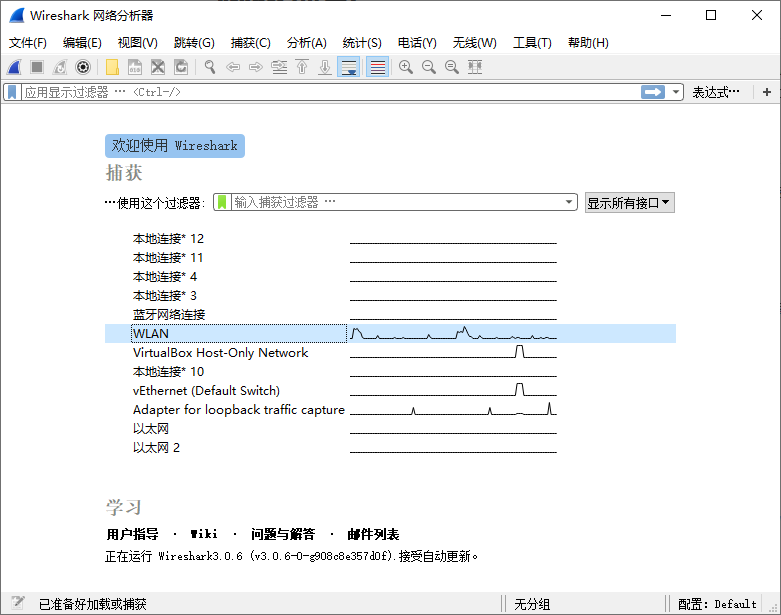 Wireshark 网络分析器
文件(F) 编辑(E) 视图(V) 跳转(G) 捕获(C) 分析(A) 统计(S) 电话(Y) 无线(W) 工具(T) 帮助(H)
应用显示过滤器 … <Ctrl-/> 表达式… +
欢迎使用 Wireshark
捕获
…使用这个过滤器: 输入捕获过滤器 … 显示所有接口
本地连接* 12
本地连接* 11
本地连接* 4
本地连接* 3
蓝牙网络连接
WLAN
VirtualBox Host-Only Network
本地连接* 10
vEthernet (Default Switch)
Adapter for loopback traffic capture
以太网
以太网 2
学习
用户指导 · Wiki · 问题与解答 · 邮件列表
正在运行 Wireshark3.0.6 (v3.0.6-0-g908c8e357d0f).接受自动更新。
已准备好加载或捕获 无分组 配置: Default